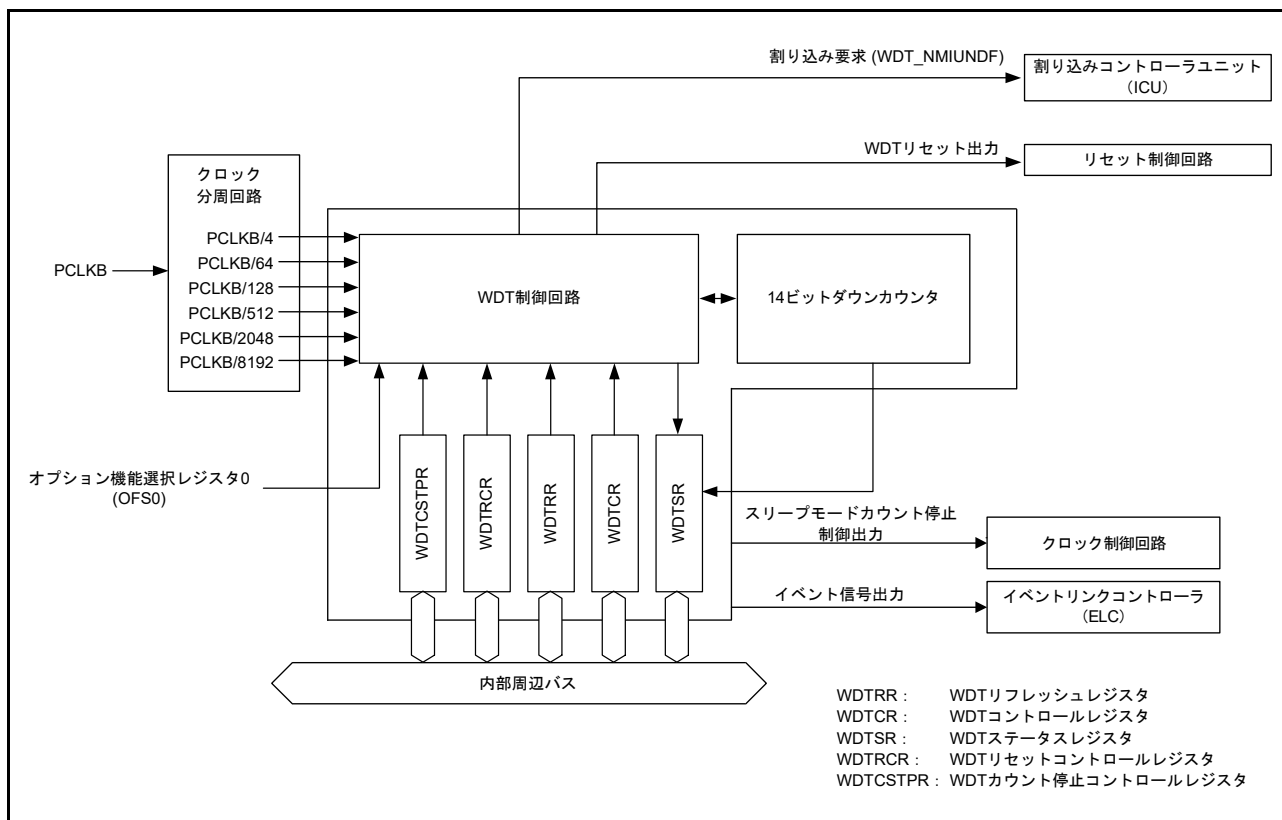 割り込み要求 (WDT_NMIUNDF)
割り込みコントローラユニット
（ICU）
WDTリセット出力
リセット制御回路
クロック
分周回路
PCLKB
PCLKB/4
PCLKB/64
PCLKB/128
PCLKB/512
PCLKB/2048
PCLKB/8192
WDT制御回路
14ビットダウンカウンタ
オプション機能選択レジスタ0
(OFS0)
WDTCSTPR
WDTRCR
WDTRR
WDTCR
WDTSR
スリープモードカウント停止
制御出力
クロック制御回路
イベント信号出力
イベントリンクコントローラ
（ELC）
内部周辺バス
WDTRR： WDTリフレッシュレジスタ
WDTCR： WDTコントロールレジスタ
WDTSR： WDTステータスレジスタ
WDTRCR： WDTリセットコントロールレジスタ
WDTCSTPR： WDTカウント停止コントロールレジスタ